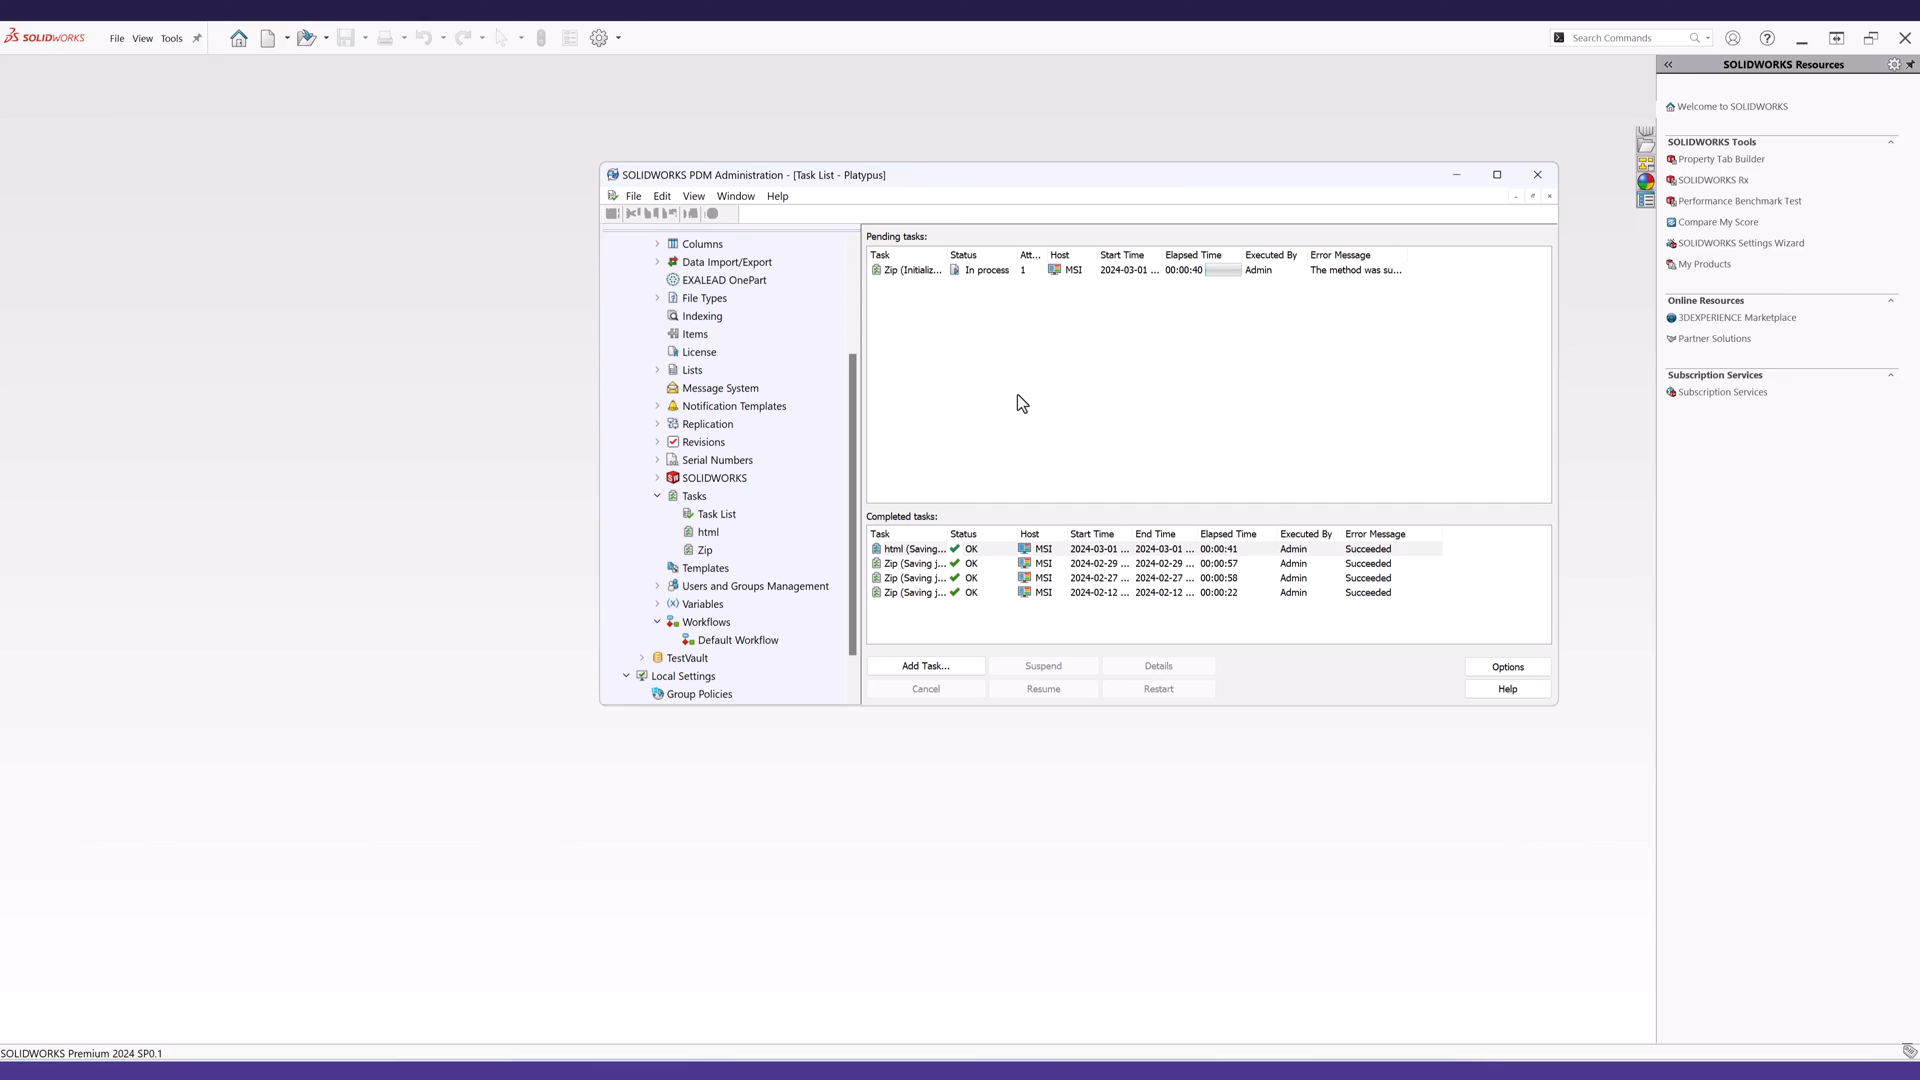 SOLIDWORKS File View Tools Search Commands
SOLIDWORKS Resources
Welcome to SOLIDWORKS
SOLIDWORKS Tools
Property Tab Builder
SOLIDWORKS Rx
Performance Benchmark Test
Compare My Score
SOLIDWORKS Settings Wizard
My Products
Online Resources
3DEXPERIENCE Marketplace
Partner Solutions
Subscription Services
Subscription Services
SOLIDWORKS PDM Administration - [Task List - Platypus]
File Edit View Window Help
Columns
Data Import/Export
EXALEAD OnePart
File Types
Indexing
Items
License
Lists
Message System
Notification Templates
Replication
Revisions
Serial Numbers
SOLIDWORKS
Tasks
Task List
html
Zip
Templates
Users and Groups Management
Variables
Workflows
Default Workflow
TestVault
Local Settings
Group Policies
Pending tasks:
Task Status Att... Host Start Time Elapsed Time Executed By Error Message
Zip (Initializ... In process 1 MSI 2024-03-01 ... 00:00:40 Admin The method was su...
Completed tasks:
Task Status Host Start Time End Time Elapsed Time Executed By Error Message
html (Saving... OK MSI 2024-03-01 ... 2024-03-01 ... 00:00:41 Admin Succeeded
Zip (Saving j... OK MSI 2024-02-29 ... 2024-02-29 ... 00:00:57 Admin Succeeded
Zip (Saving j... OK MSI 2024-02-27 ... 2024-02-27 ... 00:00:58 Admin Succeeded
Zip (Saving j... OK MSI 2024-02-12 ... 2024-02-12 ... 00:00:22 Admin Succeeded
Add Task... Suspend Details Options
Cancel Resume Restart Help
SOLIDWORKS Premium 2024 SP0.1